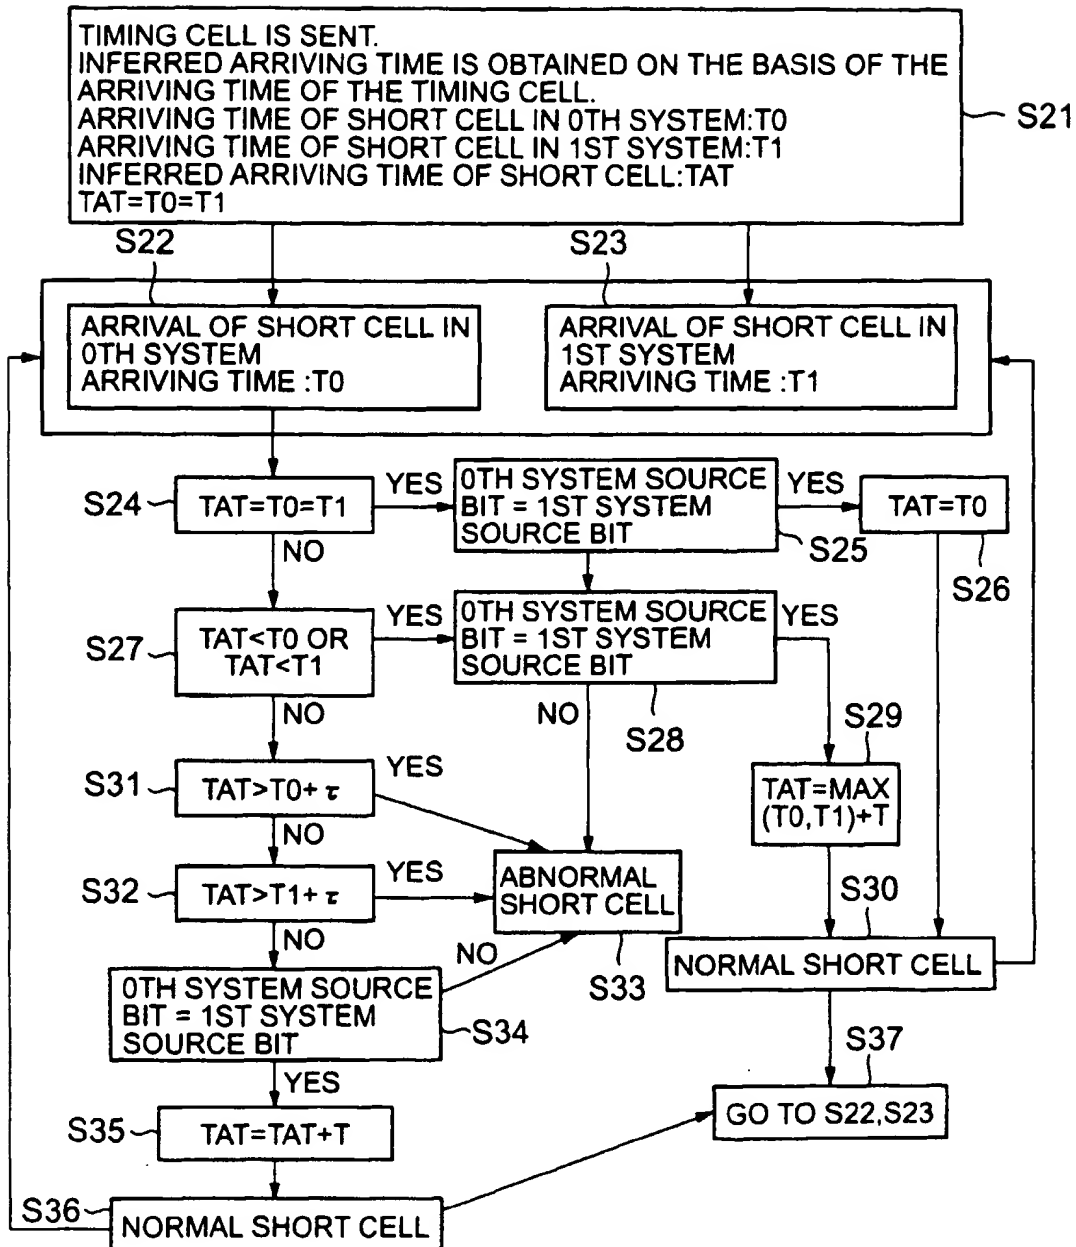 TIMING CELL IS SENT.
INFERRED ARRIVING TIME IS OBTAINED ON THE BASIS OF THE
ARRIVING TIME OF THE TIMING CELL.
ARRIVING TIME OF SHORT CELL IN 0TH SYSTEM:T0
ARRIVING TIME OF SHORT CELL IN 1ST SYSTEM:T1
INFERRED ARRIVING TIME OF SHORT CELL:TAT
TAT=T0=T1
S21
S22
S23
ARRIVAL OF SHORT CELL IN
0TH SYSTEM
ARRIVING TIME :T0
ARRIVAL OF SHORT CELL IN
1ST SYSTEM
ARRIVING TIME :T1
S24
TAT=T0=T1
YES
NO
0TH SYSTEM SOURCE
BIT = 1ST SYSTEM
SOURCE BIT
YES
S25
TAT=T0
S26
S27
TAT<T0 OR
TAT<T1
YES
NO
0TH SYSTEM SOURCE
BIT = 1ST SYSTEM
SOURCE BIT
YES
NO
S28
S29
TAT=MAX
(T0,T1)+T
S31
TAT>T0+τ
YES
NO
S32
TAT>T1+τ
YES
NO
ABNORMAL
SHORT CELL
S33
S30
NORMAL SHORT CELL
0TH SYSTEM SOURCE
BIT = 1ST SYSTEM
SOURCE BIT
NO
S34
YES
S37
GO TO S22,S23
S35
TAT=TAT+T
S36
NORMAL SHORT CELL